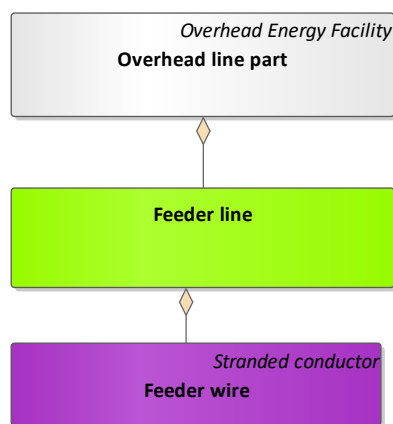 Overhead Energy Facility
Overhead line part
Feeder line
Stranded conductor
Feeder wire